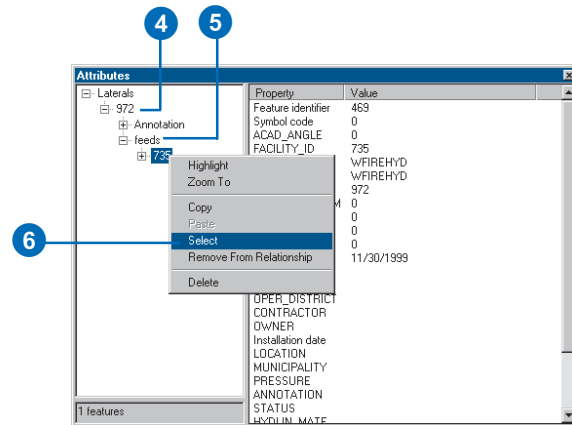 4 5
Attributes
Laterals
972
Annotation
feeds
735
Property Value
Feature identifier 469
Symbol code 0
ACAD_ANGLE 0
FACILITY_ID 735
WFIREHYD
WFIREHYD
972
M 0
0
0
0
11/30/1999
Highlight
Zoom To
Copy
Paste
6
Select
Remove From Relationship
Delete
OPER_DISTRICT
CONTRACTOR
OWNER
Installation date
LOCATION
MUNICIPALITY
PRESSURE
ANNOTATION
STATUS
HYDLIN_MATE
1 features